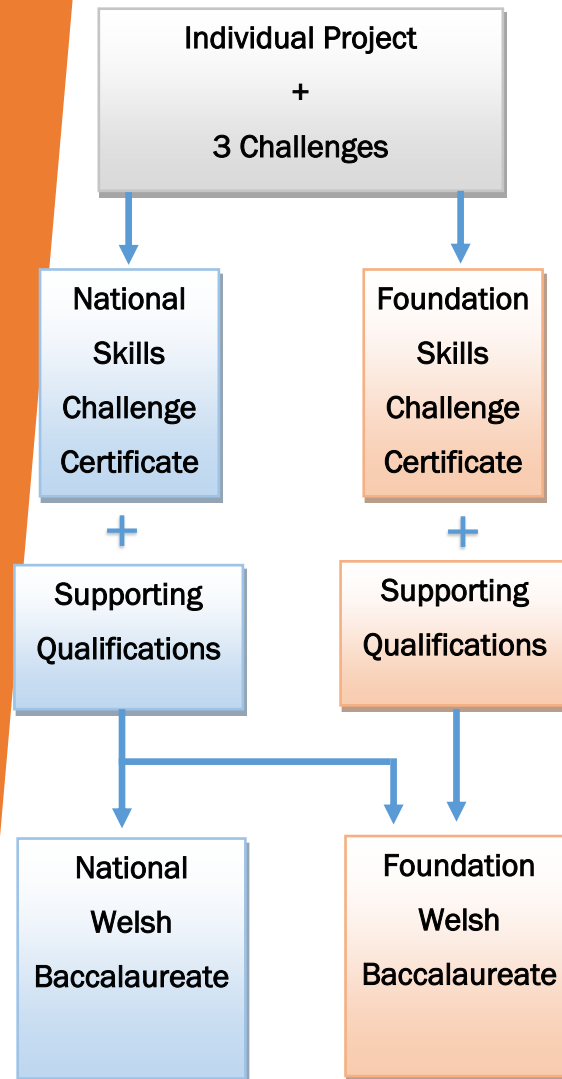 Individual Project
+
3 Challenges
National
Skills
Challenge
Certificate
Foundation
Skills
Challenge
Certificate
+
+
Supporting
Qualifications
Supporting
Qualifications
National
Welsh
Baccalaureate
Foundation
Welsh
Baccalaureate